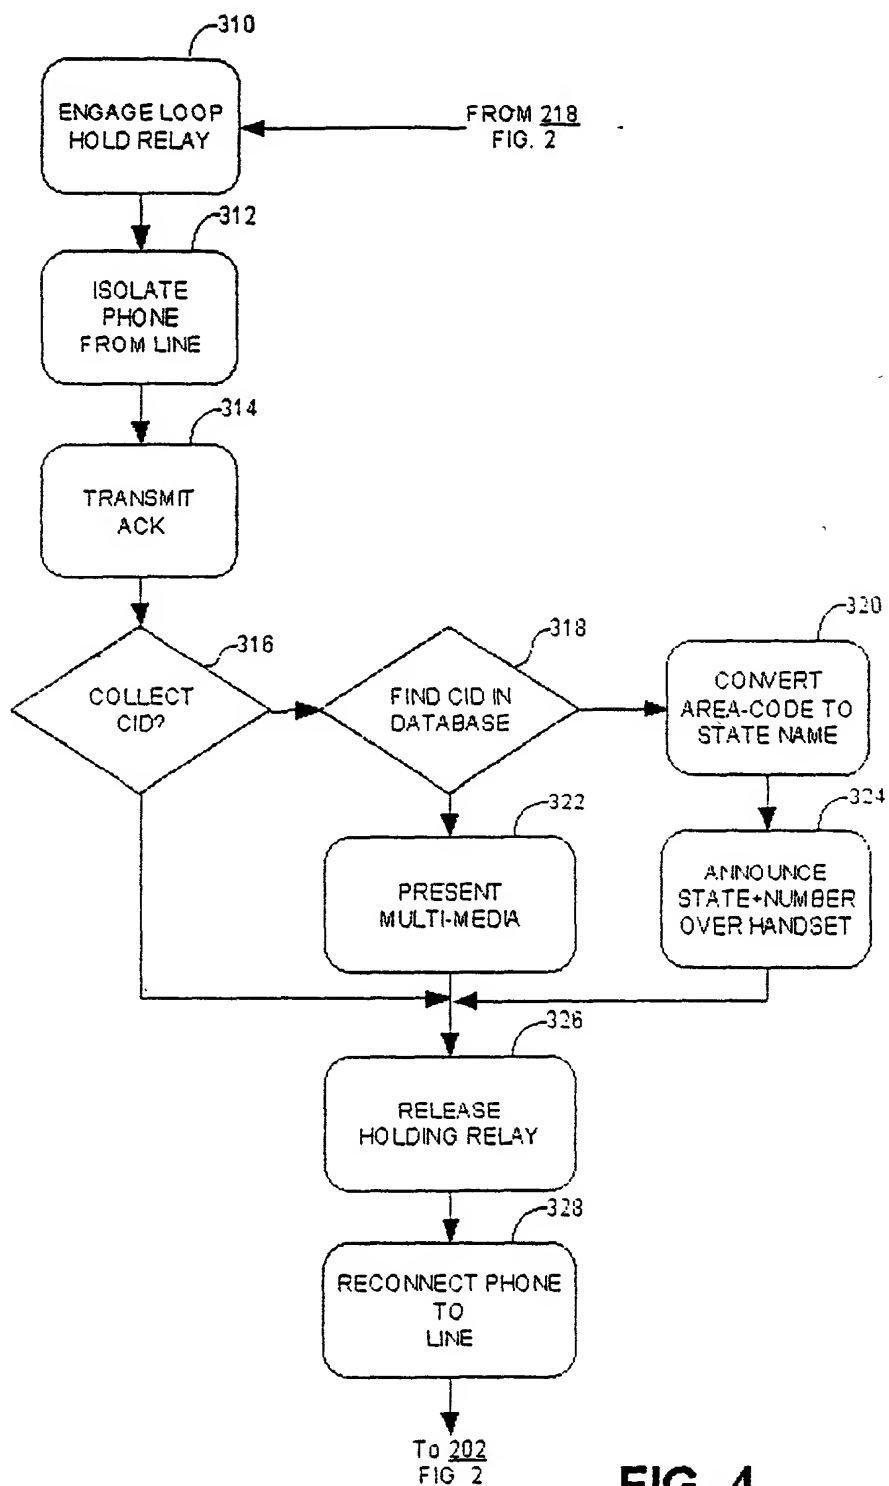 310
ENGAGE LOOP
HOLD RELAY
FROM 218
FIG. 2
312
ISOLATE
PHONE
FROM LINE
314
TRANSMIT
ACK
316
COLLECT
CID?
318
FIND CID IN
DATABASE
320
CONVERT
AREA-CODE TO
STATE NAME
322
PRESENT
MULTI-MEDIA
324
ANNOUNCE
STATE+NUMBER
OVER HANDSET
326
RELEASE
HOLDING RELAY
328
RECONNECT PHONE
TO
LINE
To 202
FIG 2
FIG. 4